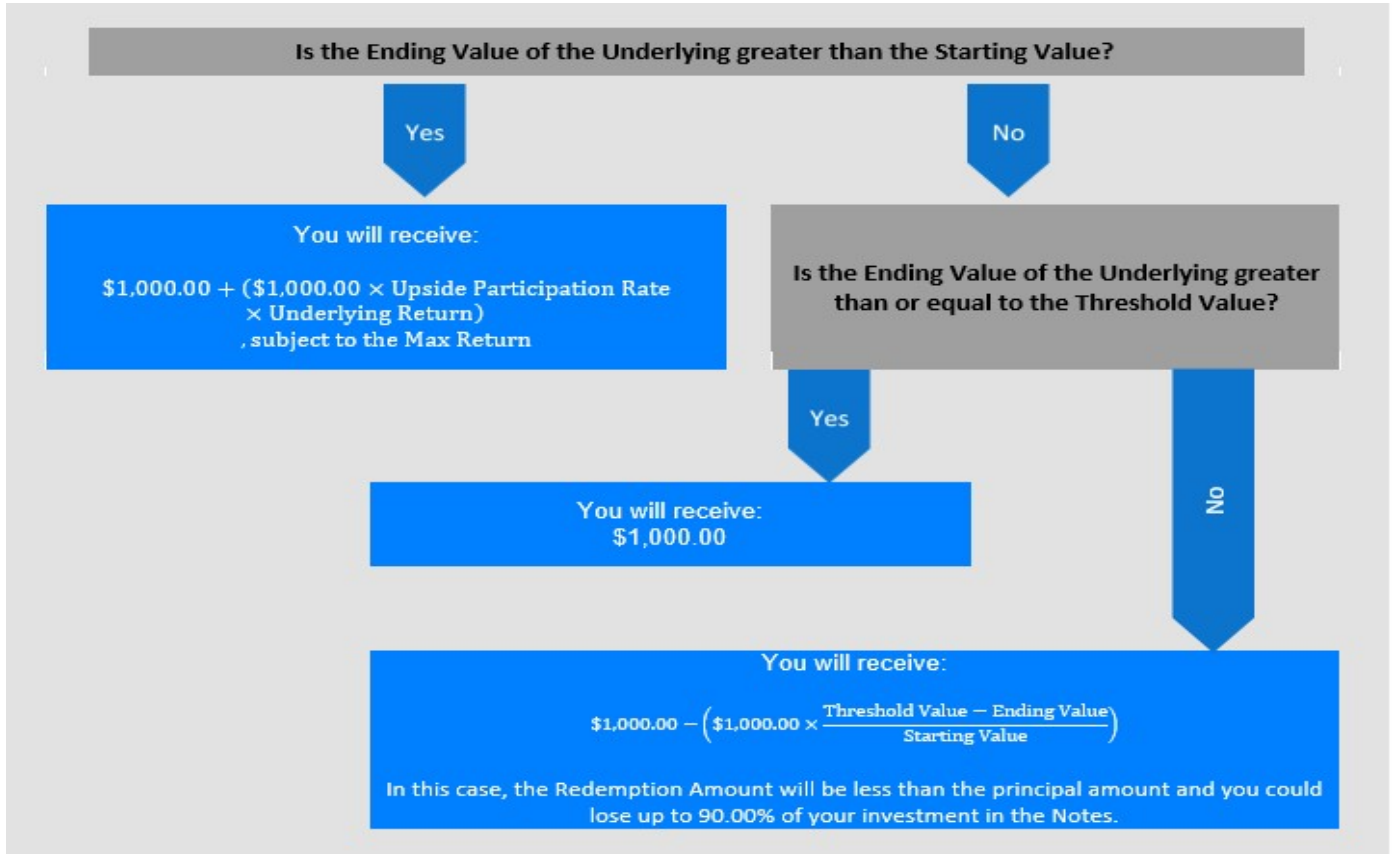 Is the Ending Value of the Underlying greater than the Starting Value?
Yes
No
You will receive:
$1,000.00 + ($1,000.00 × Upside Participation Rate
× Underlying Return)
, subject to the Max Return
Is the Ending Value of the Underlying greater
than or equal to the Threshold Value?
Yes
No
You will receive:
$1,000.00
You will receive:
$1,000.00 − ($1,000.00 × Threshold Value − Ending Value
Starting Value)
In this case, the Redemption Amount will be less than the principal amount and you could
lose up to 90.00% of your investment in the Notes.